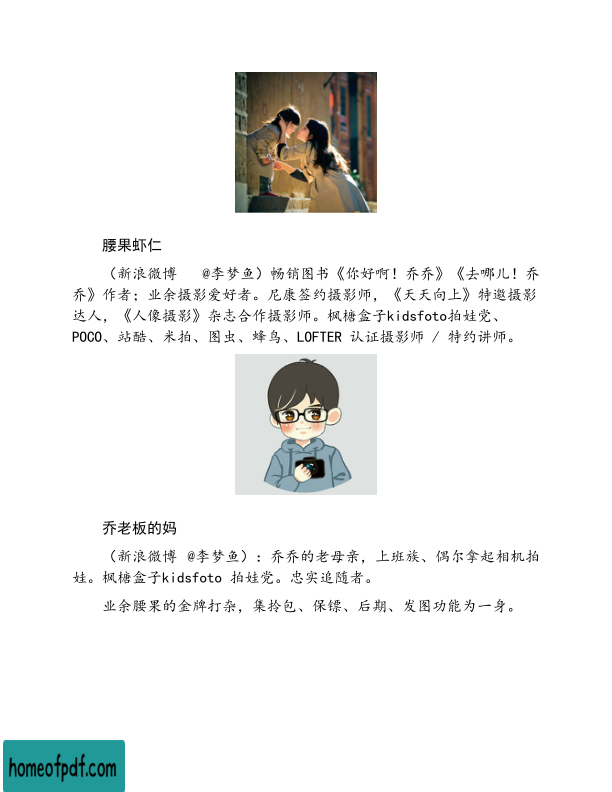 腰果虾仁
（新浪微博 @李梦鱼）畅销图书《你好啊！乔乔》《去哪儿！乔
乔》作者；业余摄影爱好者。尼康签约摄影师，《天天向上》特邀摄影
达人，《人像摄影》杂志合作摄影师。枫糖盒子kidsfoto拍娃党、
POCO、站酷、米拍、图虫、蜂鸟、LOFTER 认证摄影师 / 特约讲师。
乔老板的妈
（新浪微博 @李梦鱼）：乔乔的老母亲，上班族、偶尔拿起相机拍
娃。枫糖盒子kidsfoto 拍娃党。忠实追随者。
业余腰果的金牌打杂，集拎包、保镖、后期、发图功能为一身。
homeofpdf.com